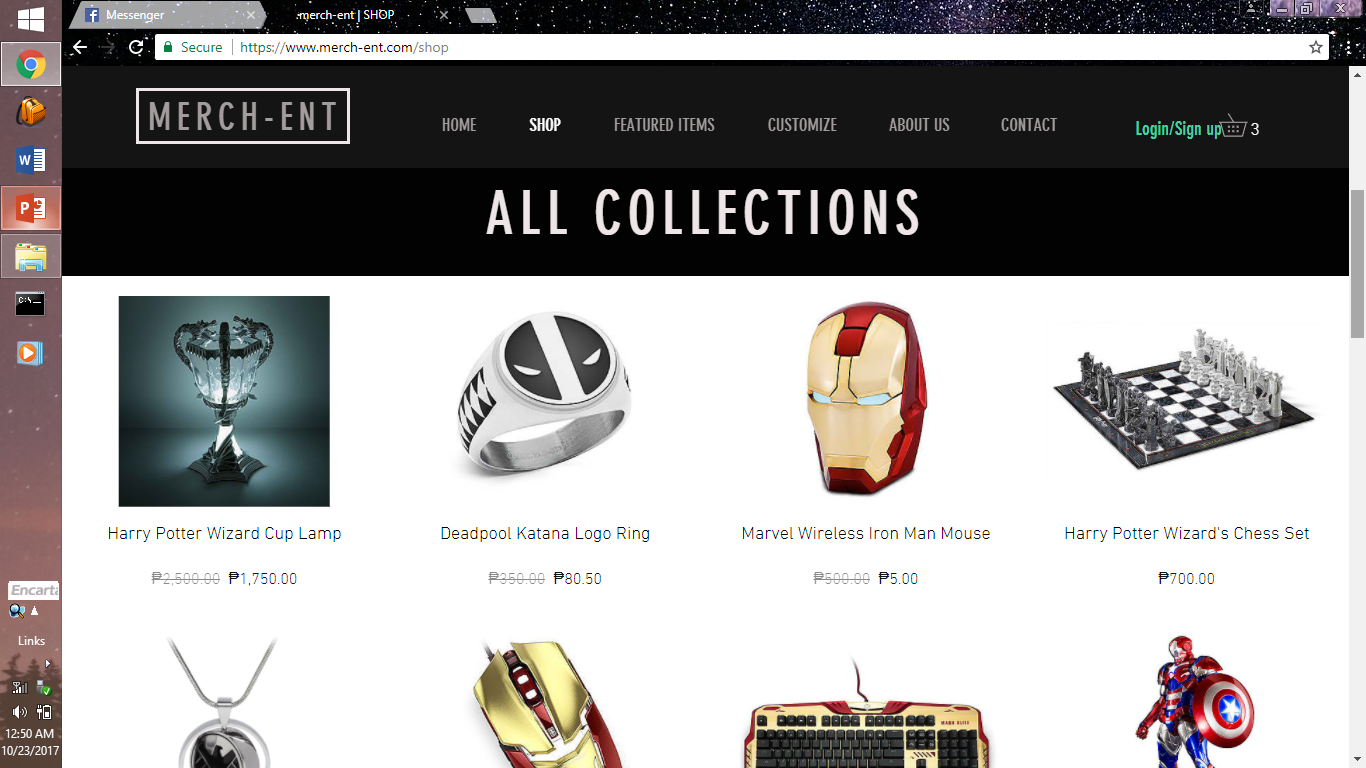 Messenger
merch-ent | SHOP
Secure
https://www.merch-ent.com/shop
MERCH-ENT
HOME
SHOP
FEATURED ITEMS
CUSTOMIZE
ABOUT US
CONTACT
Login/Sign up
3
ALL COLLECTIONS
Harry Potter Wizard Cup Lamp
Deadpool Katana Logo Ring
Marvel Wireless Iron Man Mouse
Harry Potter Wizard's Chess Set
₱2,500.00 ₱1,750.00
₱350.00 ₱80.50
₱500.00 ₱5.00
₱700.00
Encarta
Links
12:50 AM
10/23/2017